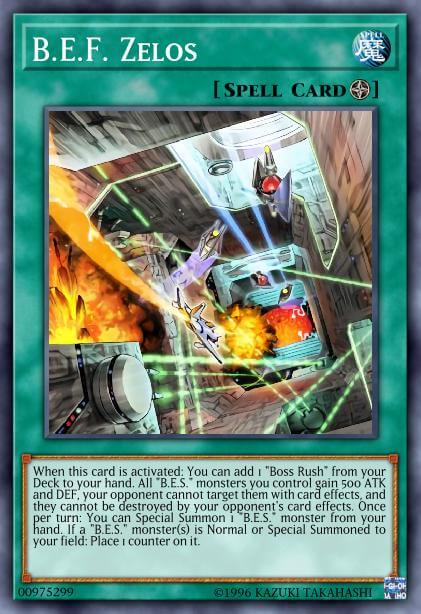 B.E.F. Zelos
[Spell Card]
When this card is activated: You can add 1 "Boss Rush" from your
Deck to your hand. All "B.E.S." monsters you control gain 500 ATK
and DEF, your opponent cannot target them with card effects, and
they cannot be destroyed by your opponent's card effects. Once
per turn: You can Special Summon 1 "B.E.S." monster from your
hand. If a "B.E.S." monster(s) is Normal or Special Summoned to
your field: Place 1 counter on it.
00975299
©1996 KAZUKI TAKAHASHI